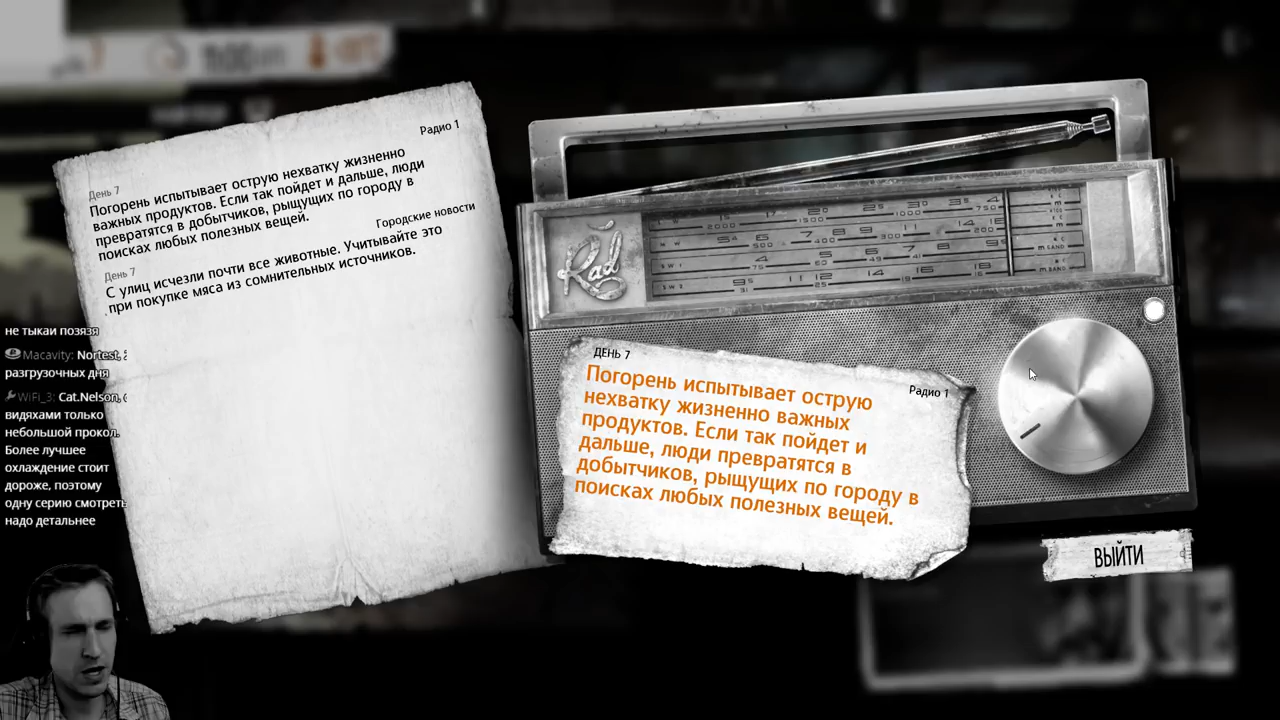 Радио 1
День 7
Погорень испытывает острую нехватку жизненно
важных продуктов. Если так пойдет и дальше, люди
превратятся в добытчиков, рыщущих по городу в
поисках любых полезных вещей.
Городские новости
День 7
С улиц исчезли почти все животные. Учитывайте это
при покупке мяса из сомнительных источников.
не тыкаи позязя
Macavity: Nortest,
разгрузочных дня
WiFi_3: Cat.Nelson,
видяхами только
небольшой прокол.
Более лучшее
охлаждение стоит
дороже, поэтому
одну серию смотреть
надо детальнее
Rad
ДЕНЬ 7
Радио 1
Погорень испытывает острую
нехватку жизненно важных
продуктов. Если так пойдет и
дальше, люди превратятся в
добытчиков, рыщущих по городу в
поисках любых полезных вещей.
ВЫЙТИ